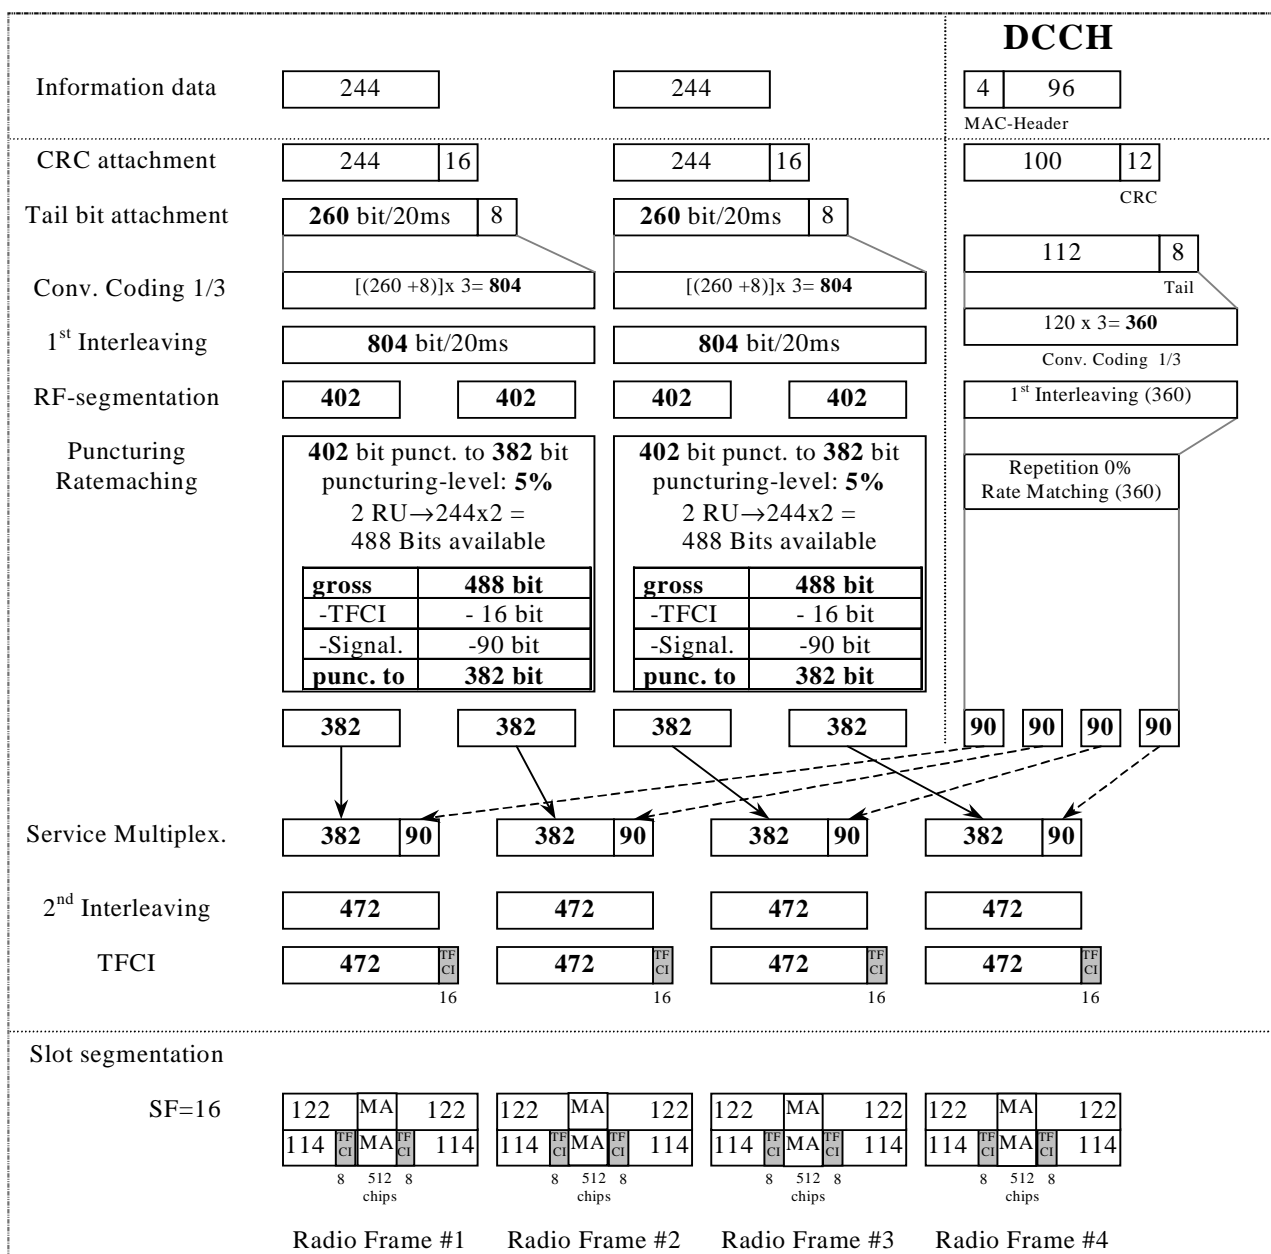 DCCH
Information data 244 244 4 96
MAC-Header
CRC attachment 244 16 244 16 100 12
CRC
Tail bit attachment 260 bit/20ms 8 260 bit/20ms 8
112 8
Tail
Conv. Coding 1/3 [(260 +8)]x 3= 804 [(260 +8)]x 3= 804
120 x 3= 360
Conv. Coding 1/3
1st Interleaving 804 bit/20ms 804 bit/20ms
RF-segmentation 402 402 402 402 1st Interleaving (360)
Puncturing
Ratemaching
402 bit punct. to 382 bit
puncturing-level: 5%
2 RU→244x2 =
488 Bits available
gross 488 bit
-TFCI - 16 bit
-Signal. -90 bit
punc. to 382 bit
402 bit punct. to 382 bit
puncturing-level: 5%
2 RU→244x2 =
488 Bits available
gross 488 bit
-TFCI - 16 bit
-Signal. -90 bit
punc. to 382 bit
Repetition 0%
Rate Matching (360)
382 382 382 382 90 90 90 90
Service Multiplex. 382 90 382 90 382 90 382 90
2nd Interleaving 472 472 472 472
TFCI 472 TF CI 472 TF CI 472 TF CI 472 TF CI
16 16 16 16
Slot segmentation
SF=16 122 MA 122 122 MA 122 122 MA 122 122 MA 122
114 TF CI MA TF CI 114 114 TF CI MA TF CI 114 114 TF CI MA TF CI 114 114 TF CI MA TF CI 114
8 512 8 8 512 8 8 512 8 8 512 8
chips chips chips chips
Radio Frame #1 Radio Frame #2 Radio Frame #3 Radio Frame #4